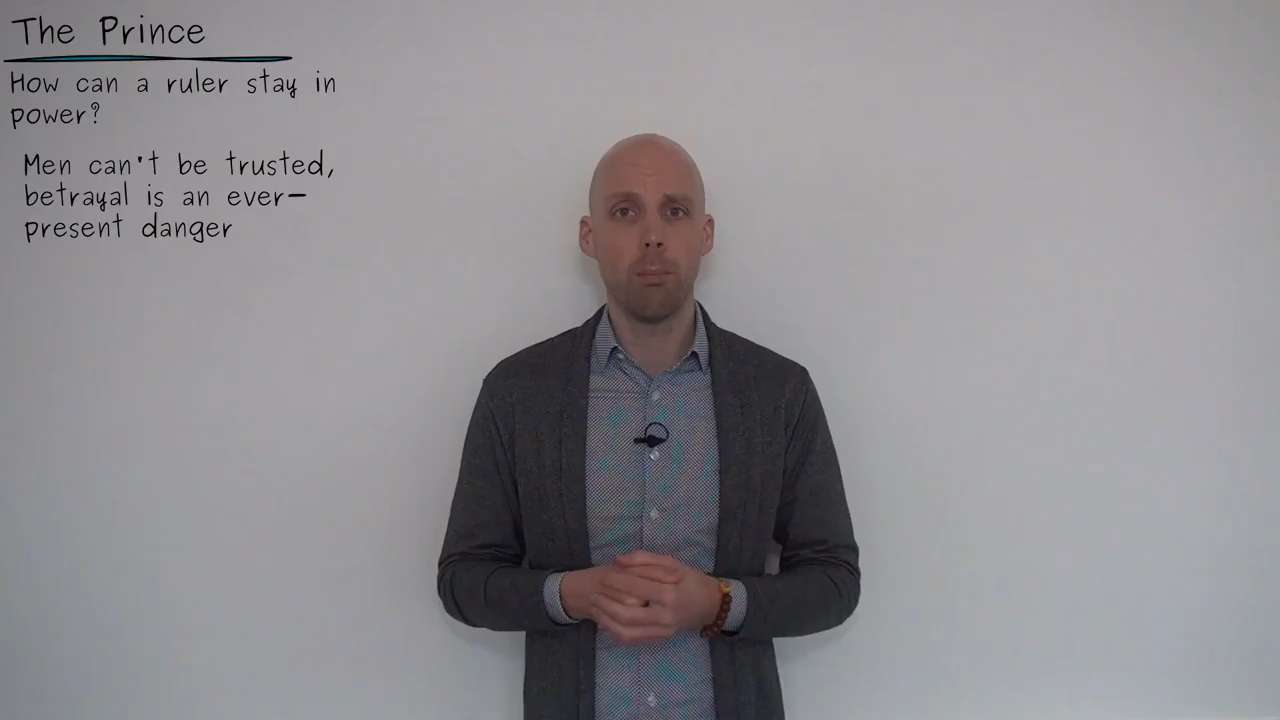 The Prince
How can a ruler stay in
power?
Men can't be trusted,
betrayal is an ever-
present danger